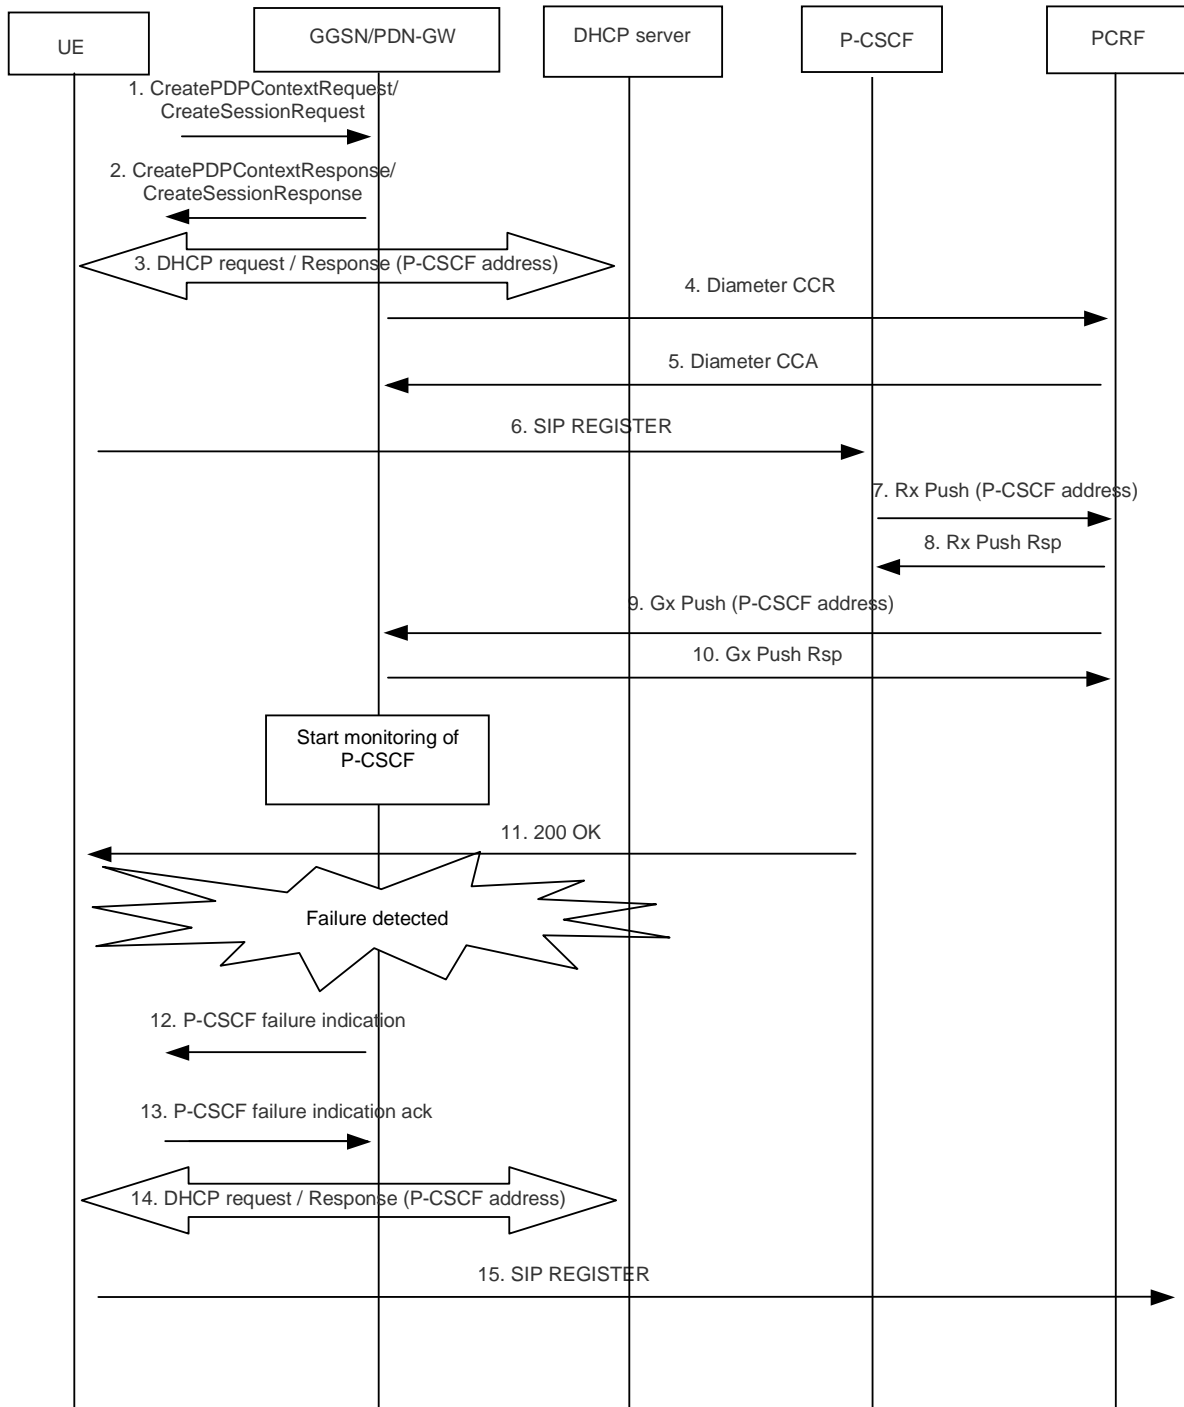 UE
GGSN/PDN-GW
DHCP server
P-CSCF
PCRF
1. CreatePDPContextRequest/
CreateSessionRequest
2. CreatePDPContextResponse/
CreateSessionResponse
3. DHCP request / Response (P-CSCF address)
4. Diameter CCR
5. Diameter CCA
6. SIP REGISTER
7. Rx Push (P-CSCF address)
8. Rx Push Rsp
9. Gx Push (P-CSCF address)
10. Gx Push Rsp
Start monitoring of
P-CSCF
11. 200 OK
Failure detected
12. P-CSCF failure indication
13. P-CSCF failure indication ack
14. DHCP request / Response (P-CSCF address)
15. SIP REGISTER